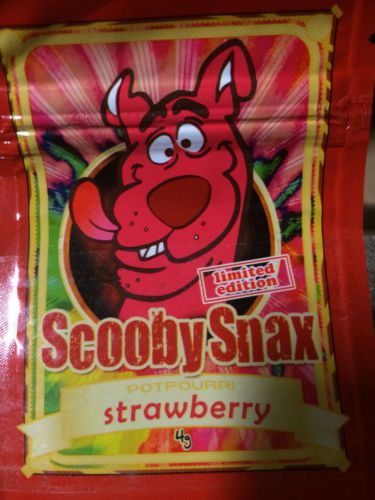 limited
edition
Scooby Snax
POTPOURRI
strawberry
4g